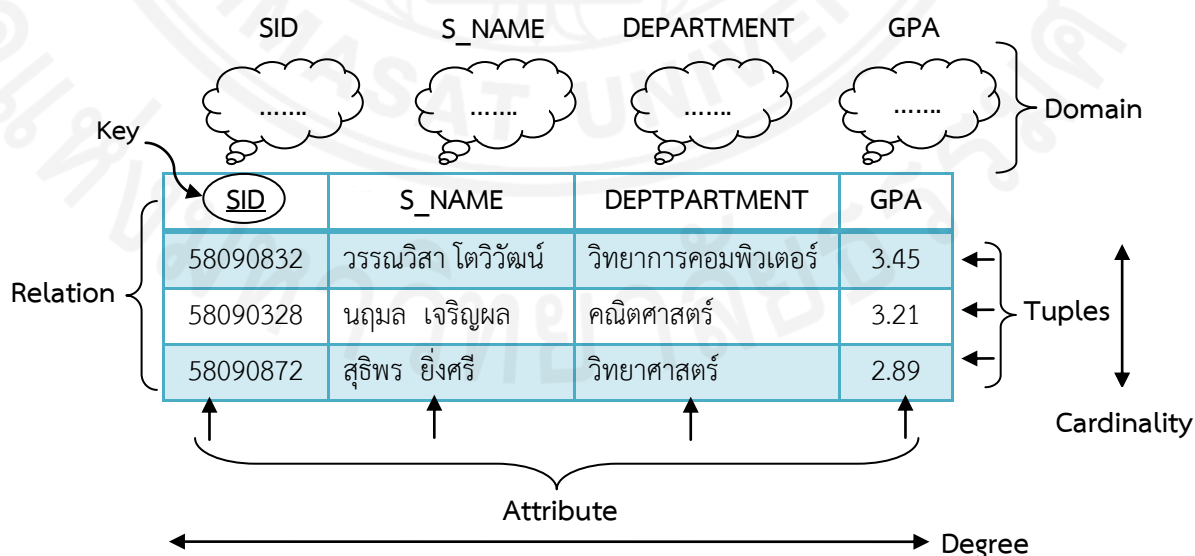 SID S_NAME DEPARTMENT GPA
....... ....... ....... .......
Domain
Key
SID S_NAME DEPTPARTMENT GPA
58090832 วรรณวิสา โตวิวัฒน์ วิทยาการคอมพิวเตอร์ 3.45
Relation 58090328 นฤมล เจริญผล คณิตศาสตร์ 3.21 Tuples
58090872 สุธิพร ยิ่งศรี วิทยาศาสตร์ 2.89
Cardinality
Attribute
Degree